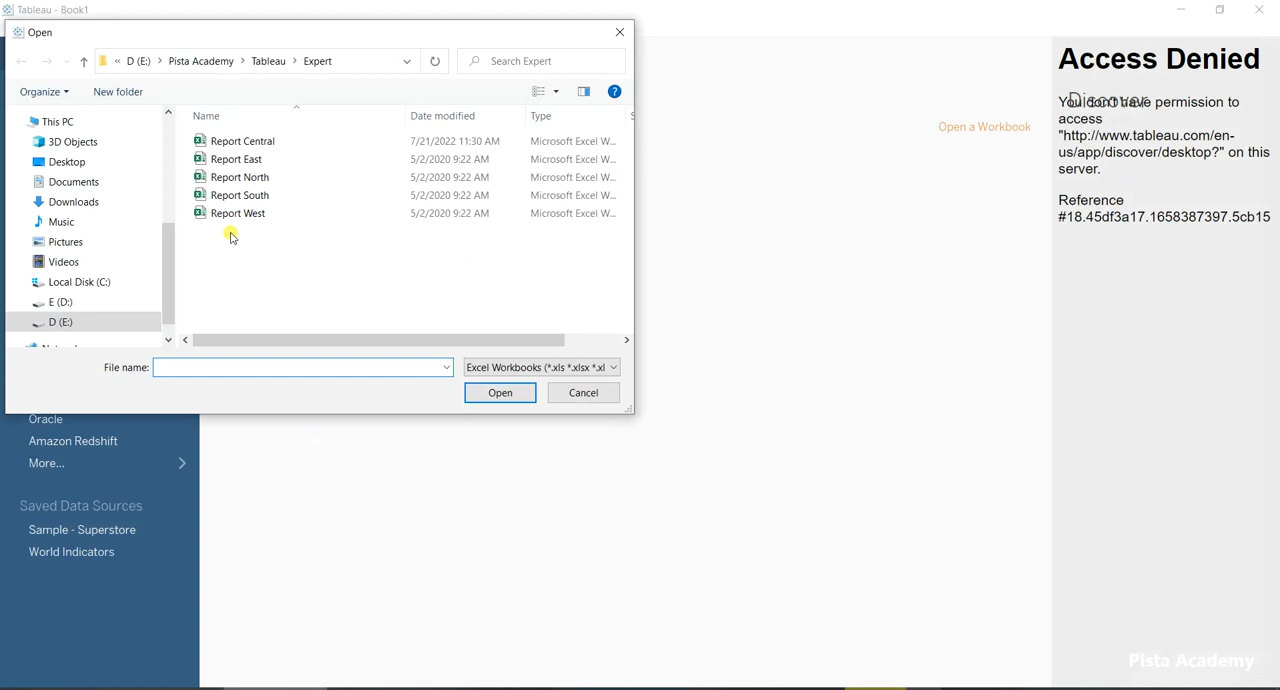 Tableau - Book1
Open
« D (E:) > Pista Academy > Tableau > Expert
Search Expert
Organize
New folder
Name
Date modified
Type
This PC
3D Objects
Desktop
Documents
Downloads
Music
Pictures
Videos
Local Disk (C:)
E (D:)
D (E:)
Report Central 7/21/2022 11:30 AM Microsoft Excel W...
Report East 5/2/2020 9:22 AM Microsoft Excel W...
Report North 5/2/2020 9:22 AM Microsoft Excel W...
Report South 5/2/2020 9:22 AM Microsoft Excel W...
Report West 5/2/2020 9:22 AM Microsoft Excel W...
File name:
Excel Workbooks (*.xls *.xlsx *.xl
Open
Cancel
Oracle
Amazon Redshift
More...
Saved Data Sources
Sample - Superstore
World Indicators
Open a Workbook
Access Denied
Discover
You don't have permission to
access
"http://www.tableau.com/en-
us/app/discover/desktop?" on this
server.
Reference
#18.45df3a17.1658387397.5cb15
Pista Academy